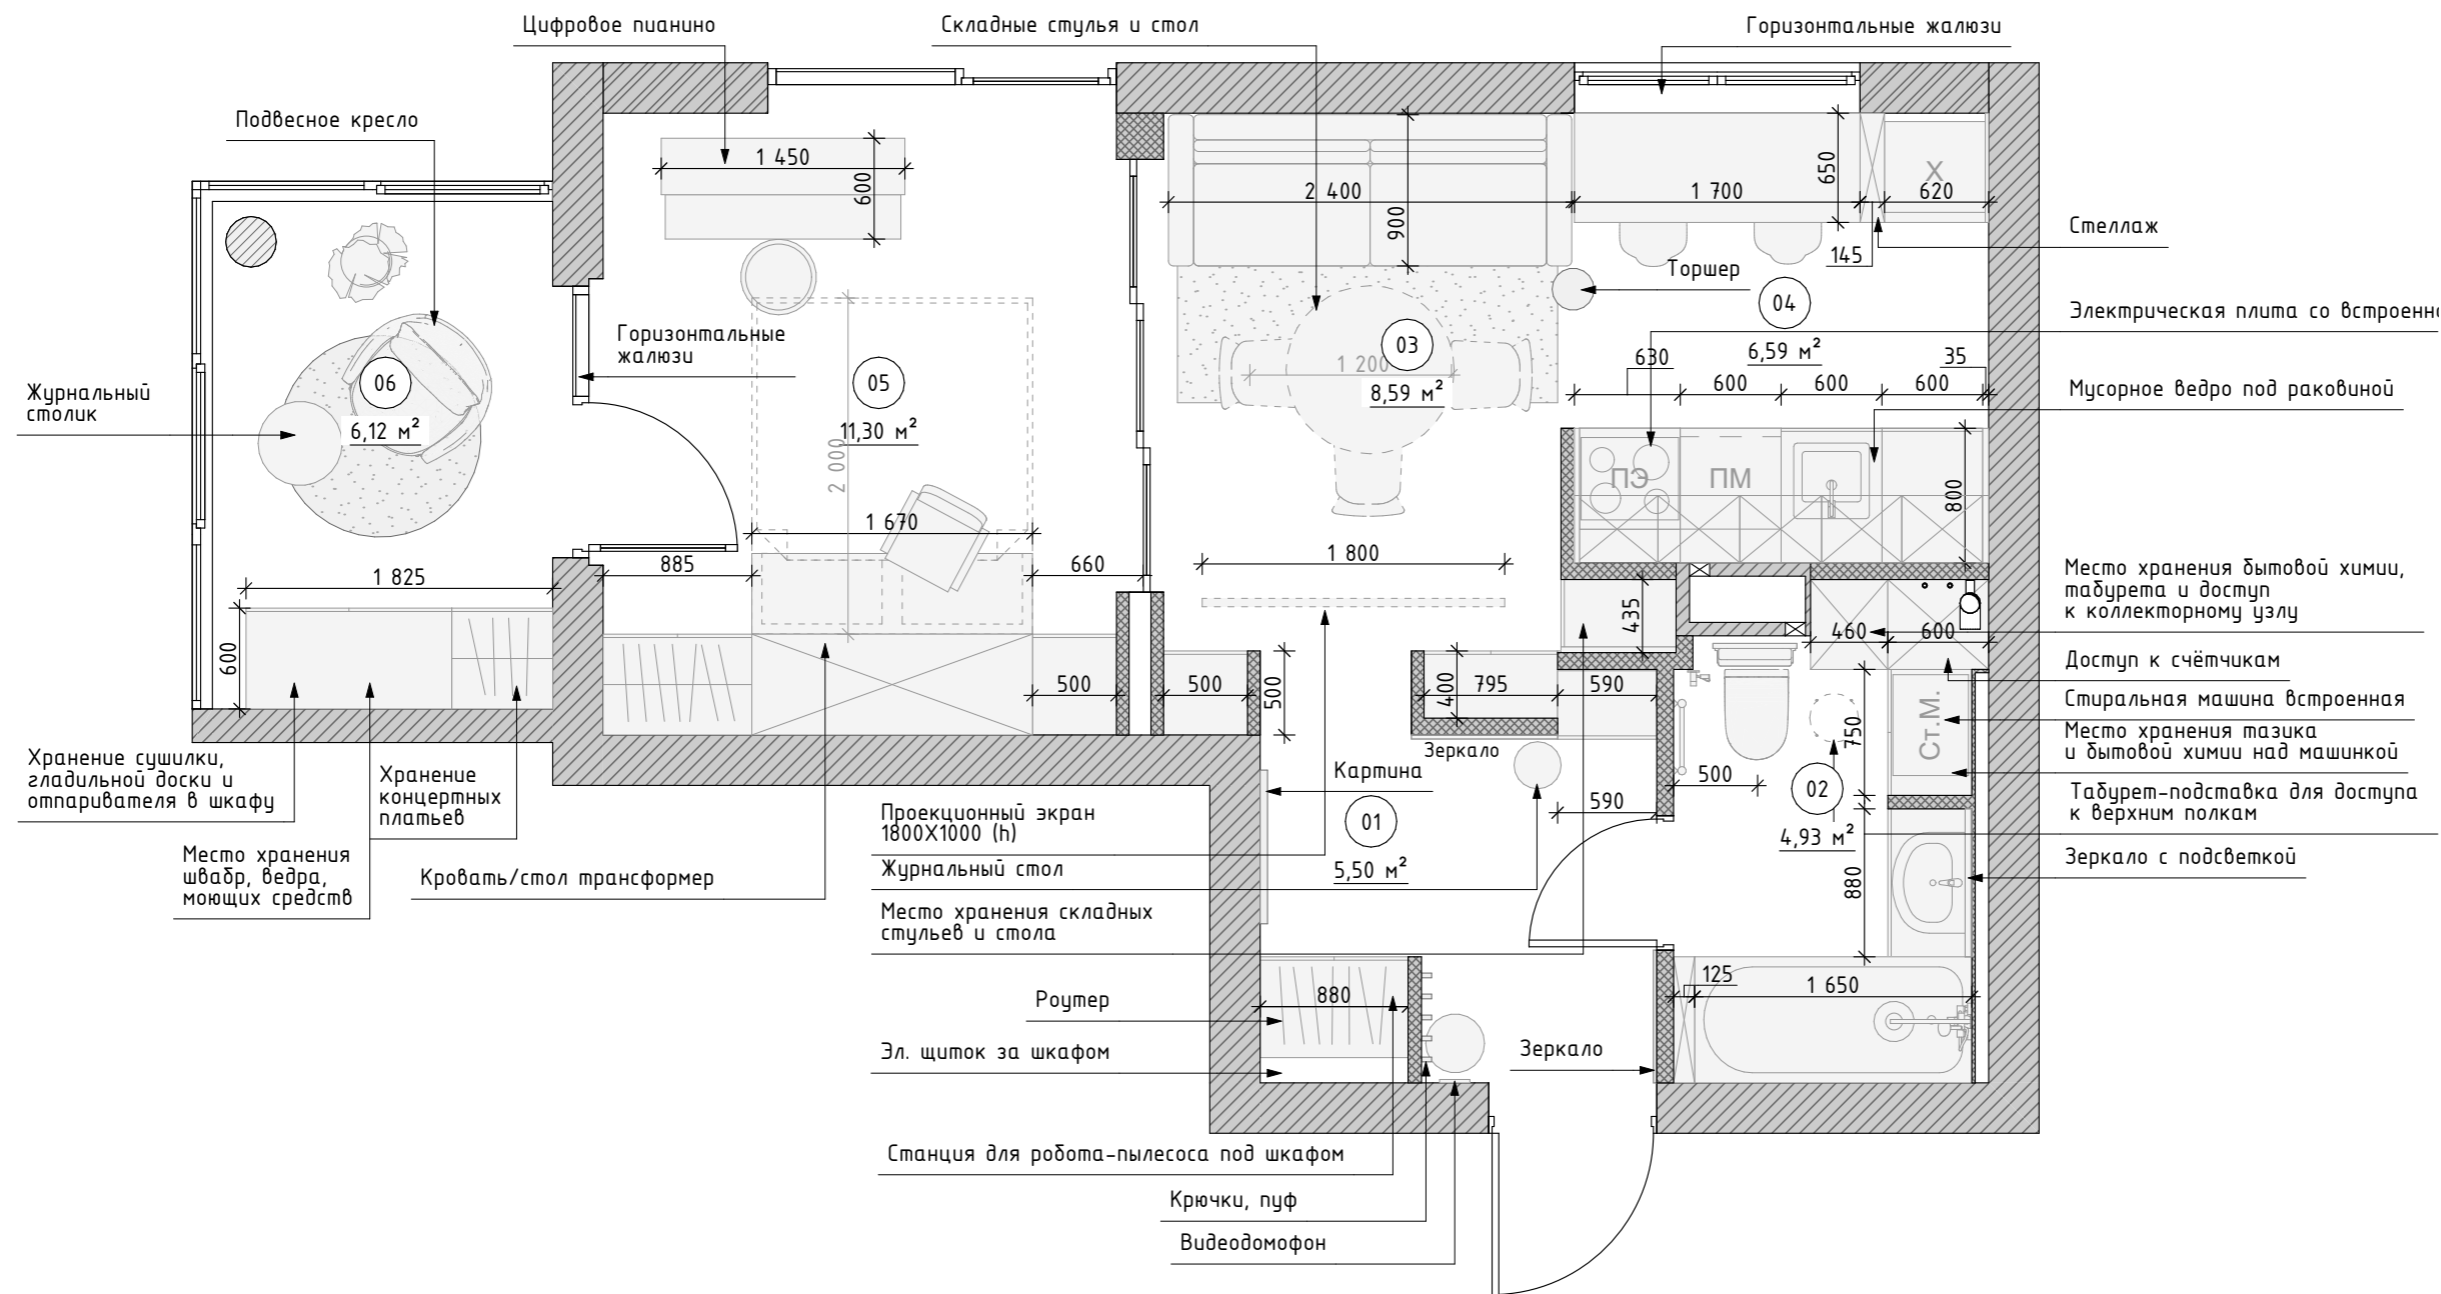 Цифровое пианино
Складные стулья и стол
Горизонтальные жалюзи
Подвесное кресло
1 450
600
2 400
900
1 700
650
Х
620
145
Стеллаж
Торшер
04
6,59 м²
Электрическая плита со встроенно
Горизонтальные
жалюзи
03
1 200
8,59 м²
630
600
600
600
35
Мусорное ведро под раковиной
Журнальный
столик
06
6,12 м²
05
11,30 м²
2 000
1 670
ПЭ
ПМ
800
885
660
1 800
1 825
600
435
460
600
Место хранения бытовой химии,
табурета и доступ
к коллекторному узлу
Доступ к счётчикам
500
500
500
400
795
590
750
Ст.М.
Стиральная машина встроенная
Место хранения тазика
и бытовой химии над машинкой
Зеркало
Картина
500
02
4,93 м²
Табурет-подставка для доступа
к верхним полкам
Хранение сушилки,
гладильной доски и
отпаривателя в шкафу
Хранение
концертных
платьев
Место хранения
швабр, ведра,
моющих средств
Кровать/стол трансформер
Проекционный экран
1800Х1000 (h)
01
590
5,50 м²
Журнальный стол
880
Зеркало с подсветкой
Место хранения складных
стульев и стола
125
1 650
880
Роутер
Эл. щиток за шкафом
Зеркало
Станция для робота-пылесоса под шкафом
Крючки, пуф
Видеодомофон